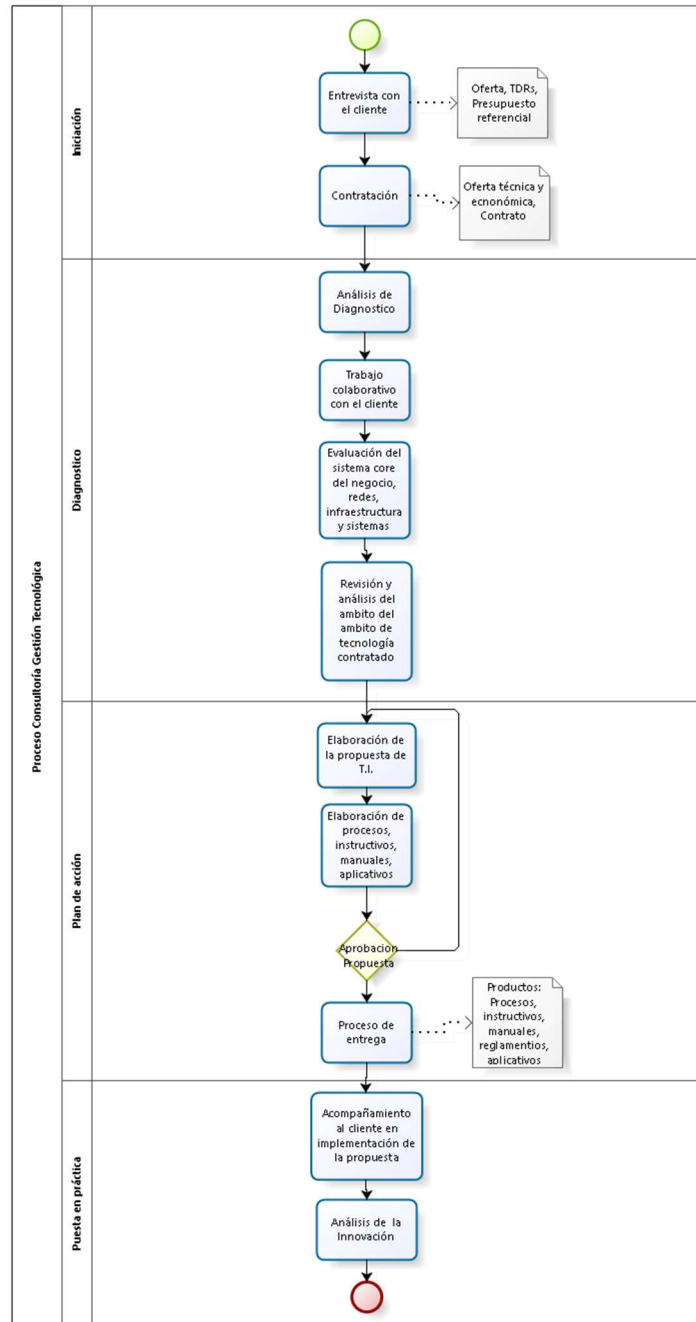 Proceso Consultoría Gestión Tecnológica
Iniciación
Entrevista con
el cliente
Oferta, TDRs,
Presupuesto
referencial
Contratación
Oferta técnica y
ecnonómica,
Contrato
Diagnostico
Análisis de
Diagnostico
Trabajo
colaborativo
con el cliente
Evaluación del
sistema core
del negocio,
redes,
infraestructura
y sistemas
Revisión y
análisis del
ambito del
ambito de
tecnología
contratado
Plan de acción
Elaboración de
la propuesta de
T.I.
Elaboración de
procesos,
instructivos,
manuales,
aplicativos
Aprobacion
Propuesta
Proceso de
entrega
Productos:
Procesos,
instructivos,
manuales,
reglamentios,
aplicativos
Puesta en práctica
Acompañamiento
al cliente en
implementación de
la propuesta
Análisis de la
Innovación